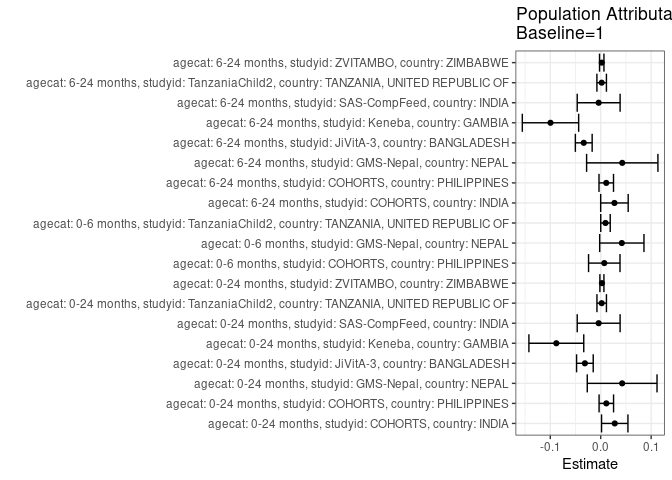 Population Attributa
Baseline=1
agecat: 6-24 months, studyid: ZVITAMBO, country: ZIMBABWE
agecat: 6-24 months, studyid: TanzaniaChild2, country: TANZANIA, UNITED REPUBLIC OF
agecat: 6-24 months, studyid: SAS-CompFeed, country: INDIA
agecat: 6-24 months, studyid: Keneba, country: GAMBIA
agecat: 6-24 months, studyid: JiVitA-3, country: BANGLADESH
agecat: 6-24 months, studyid: GMS-Nepal, country: NEPAL
agecat: 6-24 months, studyid: COHORTS, country: PHILIPPINES
agecat: 6-24 months, studyid: COHORTS, country: INDIA
agecat: 0-6 months, studyid: TanzaniaChild2, country: TANZANIA, UNITED REPUBLIC OF
agecat: 0-6 months, studyid: GMS-Nepal, country: NEPAL
agecat: 0-6 months, studyid: COHORTS, country: PHILIPPINES
agecat: 0-24 months, studyid: ZVITAMBO, country: ZIMBABWE
agecat: 0-24 months, studyid: TanzaniaChild2, country: TANZANIA, UNITED REPUBLIC OF
agecat: 0-24 months, studyid: SAS-CompFeed, country: INDIA
agecat: 0-24 months, studyid: Keneba, country: GAMBIA
agecat: 0-24 months, studyid: JiVitA-3, country: BANGLADESH
agecat: 0-24 months, studyid: GMS-Nepal, country: NEPAL
agecat: 0-24 months, studyid: COHORTS, country: PHILIPPINES
agecat: 0-24 months, studyid: COHORTS, country: INDIA
-0.1 0.0 0.1
Estimate